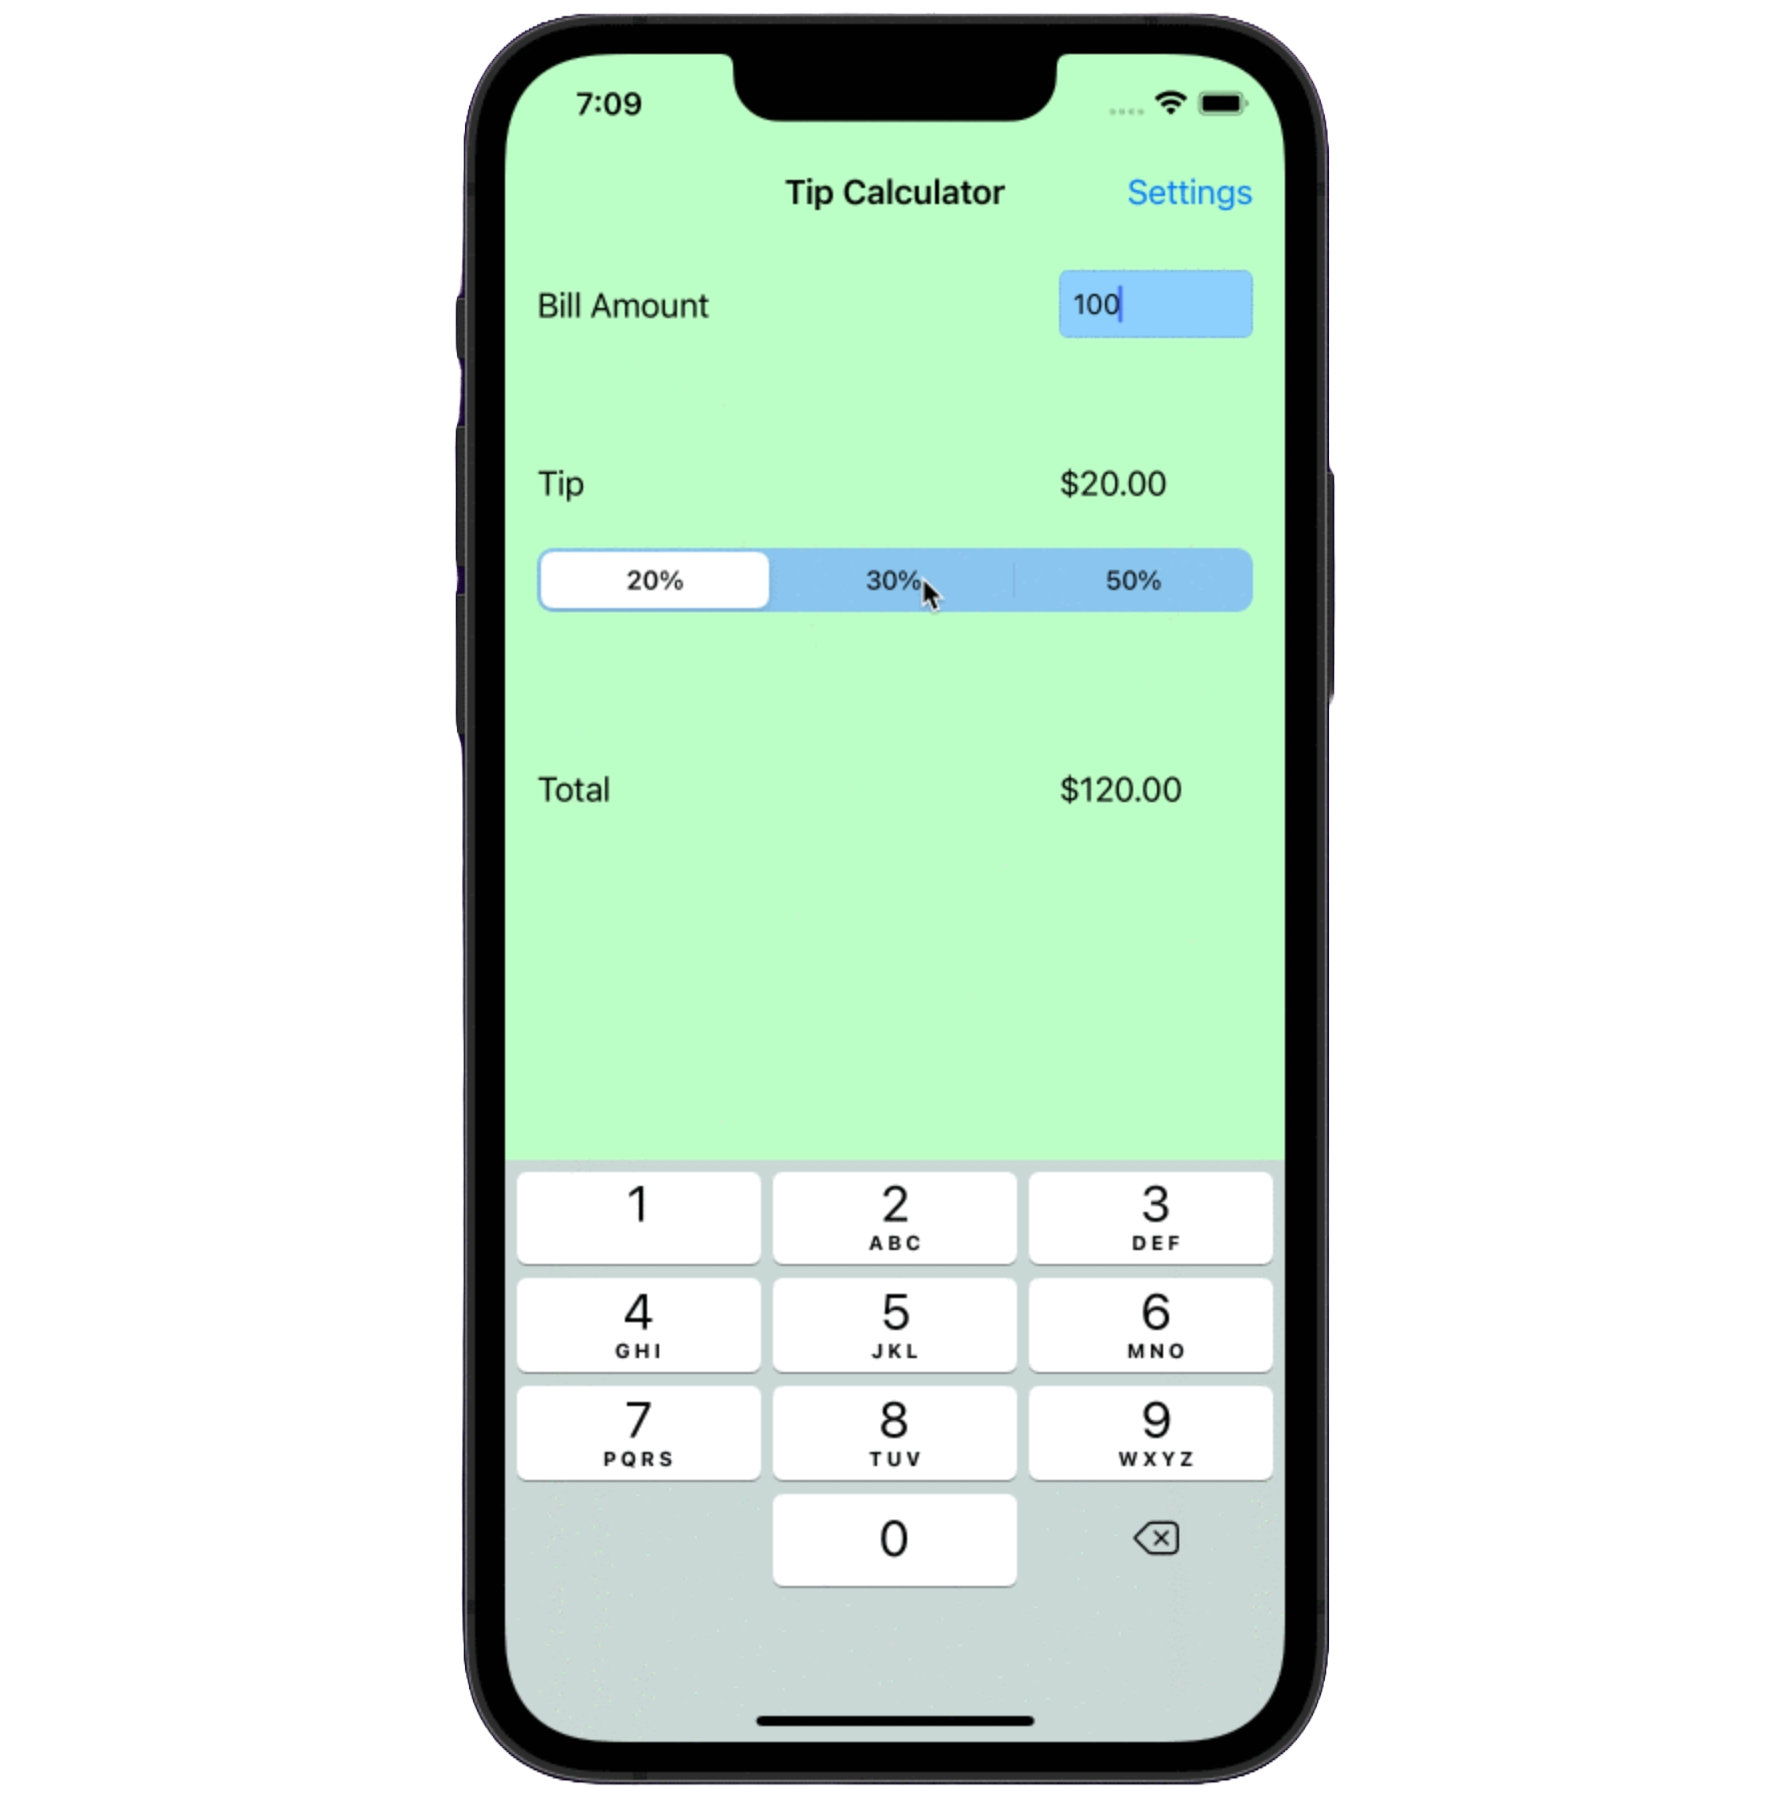 7:09
Tip Calculator Settings
Bill Amount 100
Tip $20.00
20% 30% 50%
Total $120.00
1 2 3
ABC DEF
4 5 6
GHI JKL MNO
7 8 9
PQRS TUV WXYZ
0